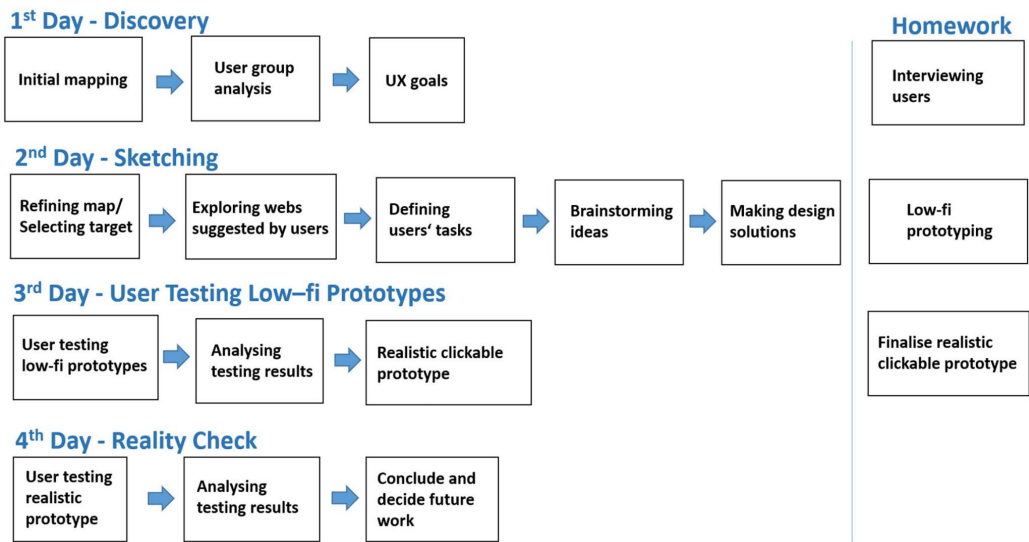 1st Day - Discovery
Homework
Initial mapping
User group
analysis
UX goals
Interviewing
users
2nd Day - Sketching
Refining map/
Selecting target
Exploring webs
suggested by users
Defining
users‘ tasks
Brainstorming
ideas
Making design
solutions
Low-fi
prototyping
3rd Day - User Testing Low–fi Prototypes
User testing
low-fi prototypes
Analysing
testing results
Realistic clickable
prototype
Finalise realistic
clickable prototype
4th Day - Reality Check
User testing
realistic
prototype
Analysing
testing results
Conclude and
decide future
work